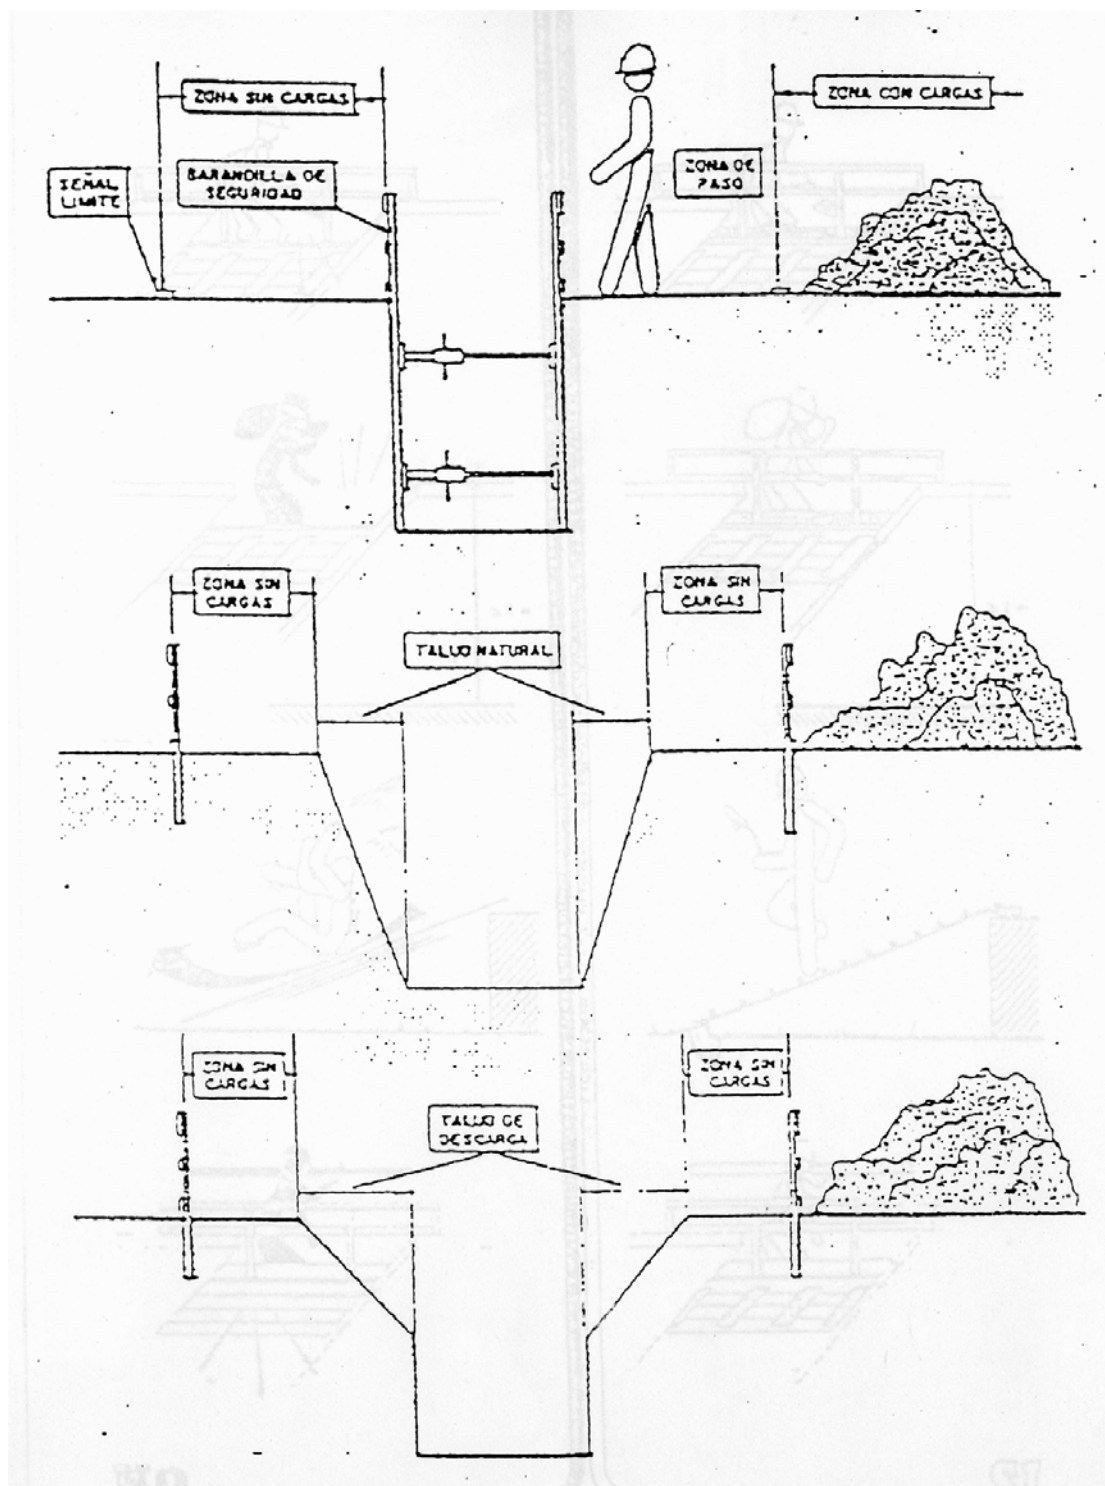 ZONA SIN CARGAS
ZONA CON CARGAS
SEÑAL
LIMITE
BARANDILLA DE
SEGURIDAD
ZONA DE
PASO
ZONA SIN
CARGAS
ZONA SIN
CARGAS
TALUD NATURAL
ZONA SIN
CARGAS
ZONA SIN
CARGAS
TALUD DE
DESCARGA